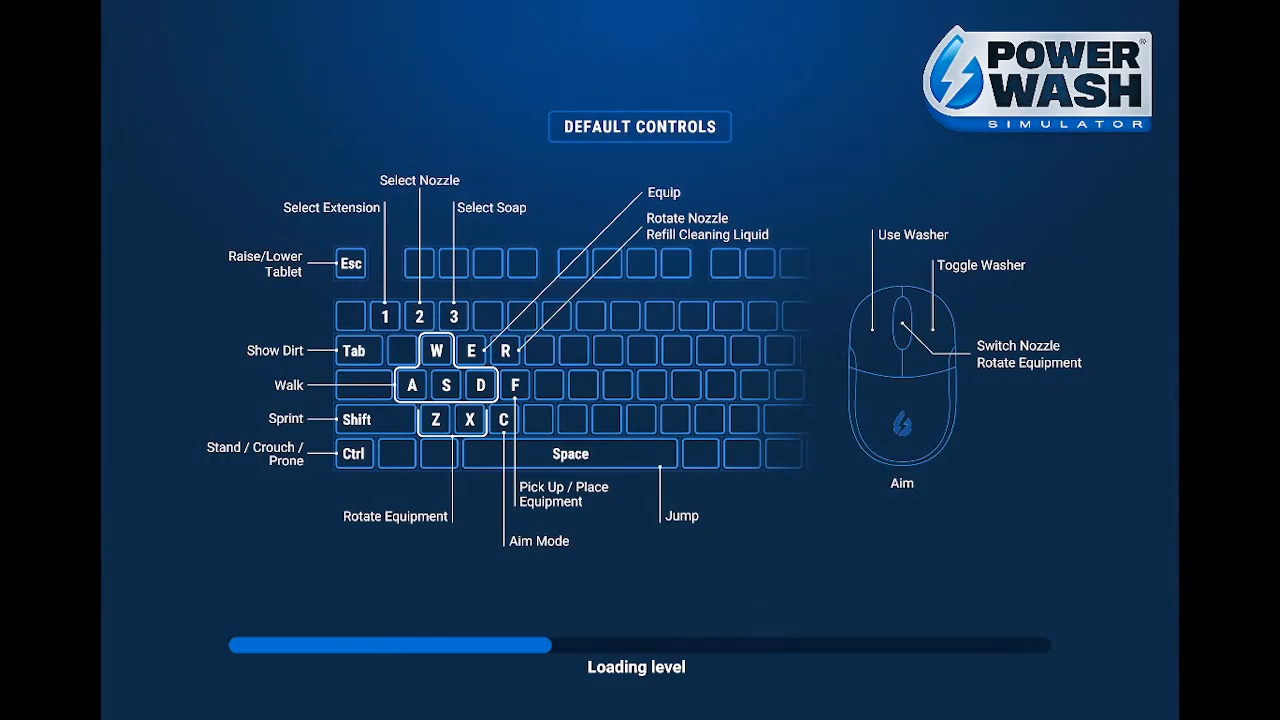 POWER®
WASH
SIMULATOR
DEFAULT CONTROLS
Select Nozzle
Select Extension
Select Soap
Equip
Rotate Nozzle
Refill Cleaning Liquid
Use Washer
Toggle Washer
Raise/Lower
Tablet
Esc
1 2 3
Show Dirt
Tab W E R
Switch Nozzle
Rotate Equipment
Walk
A S D F
Sprint
Shift Z X C
Stand / Crouch /
Prone
Ctrl Space
Aim
Pick Up / Place
Equipment
Rotate Equipment
Jump
Aim Mode
Loading level